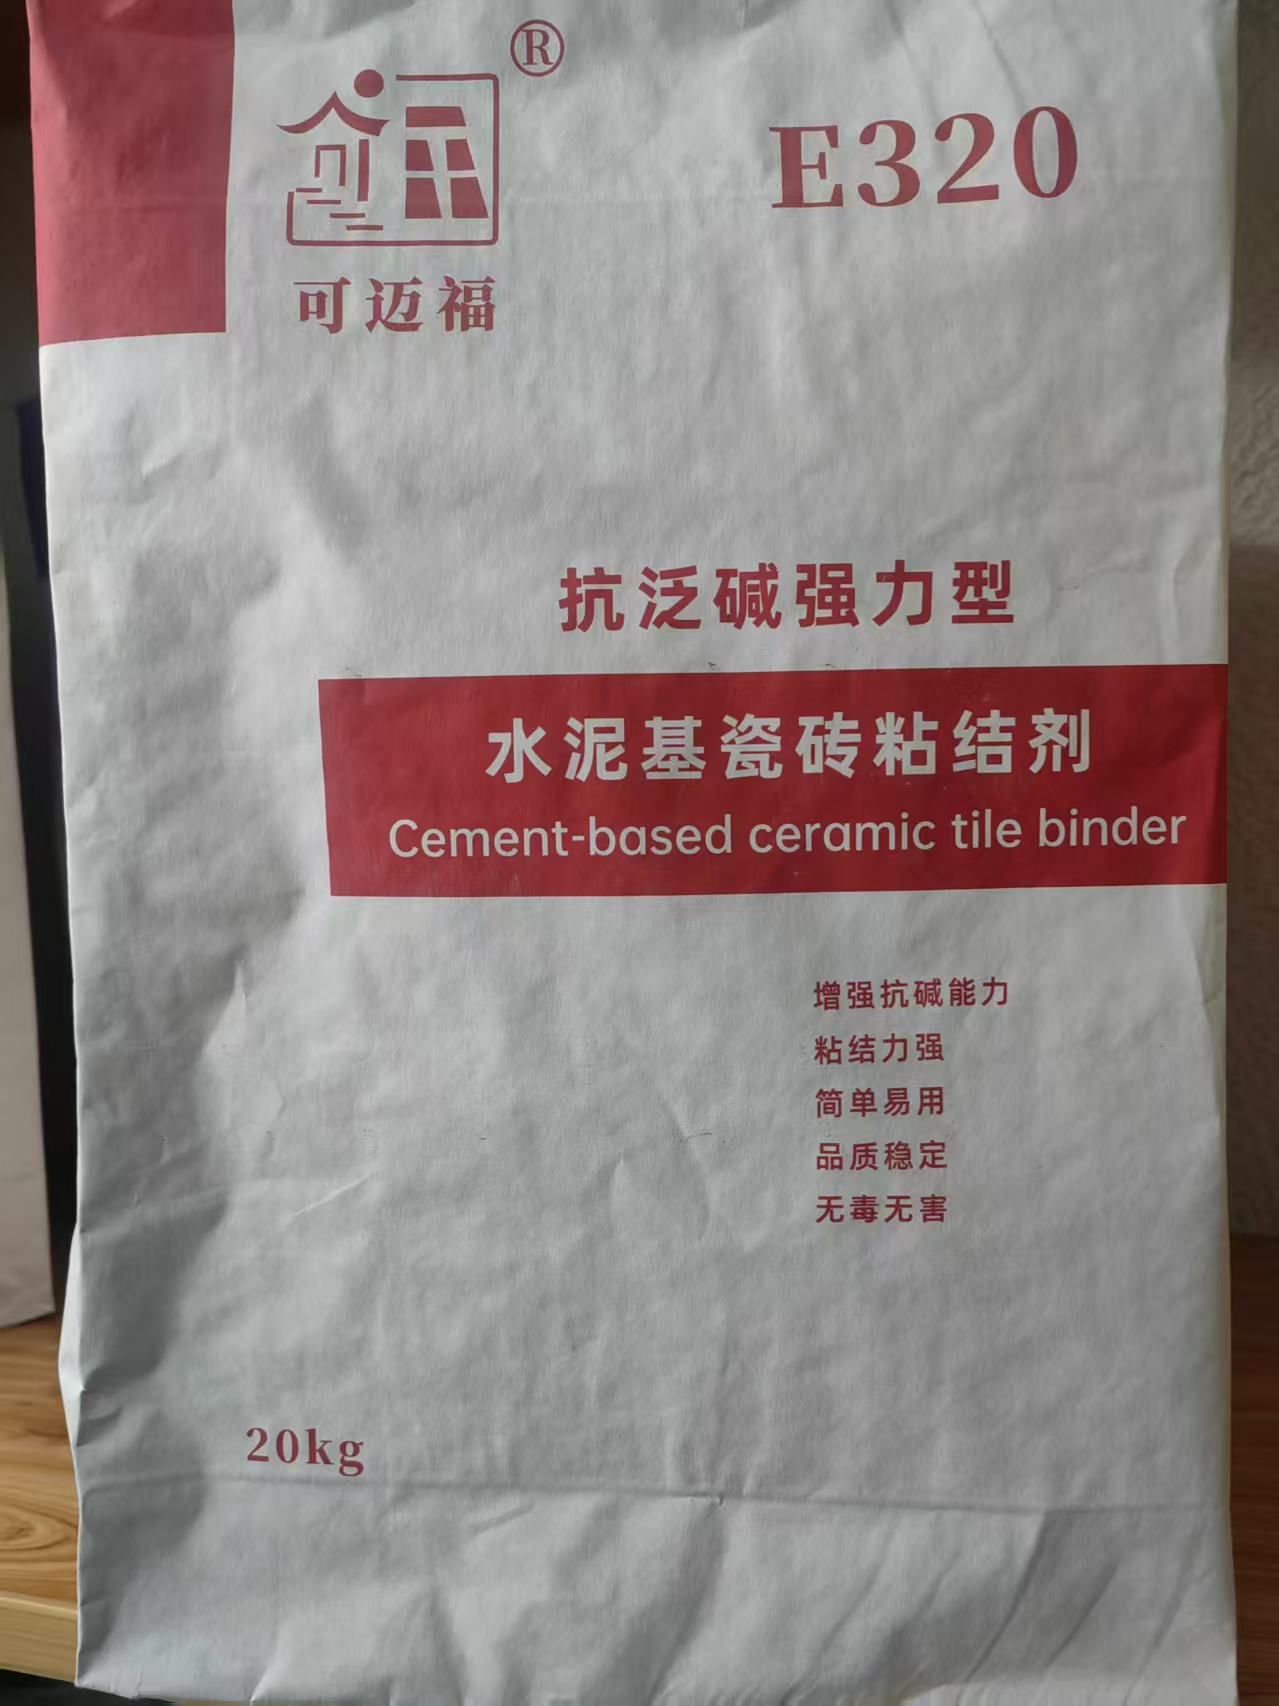 ®
E320
可迈福
抗泛碱强力型
水泥基瓷砖粘结剂
Cement-based ceramic tile binder
增强抗碱能力
粘结力强
简单易用
品质稳定
无毒无害
20kg